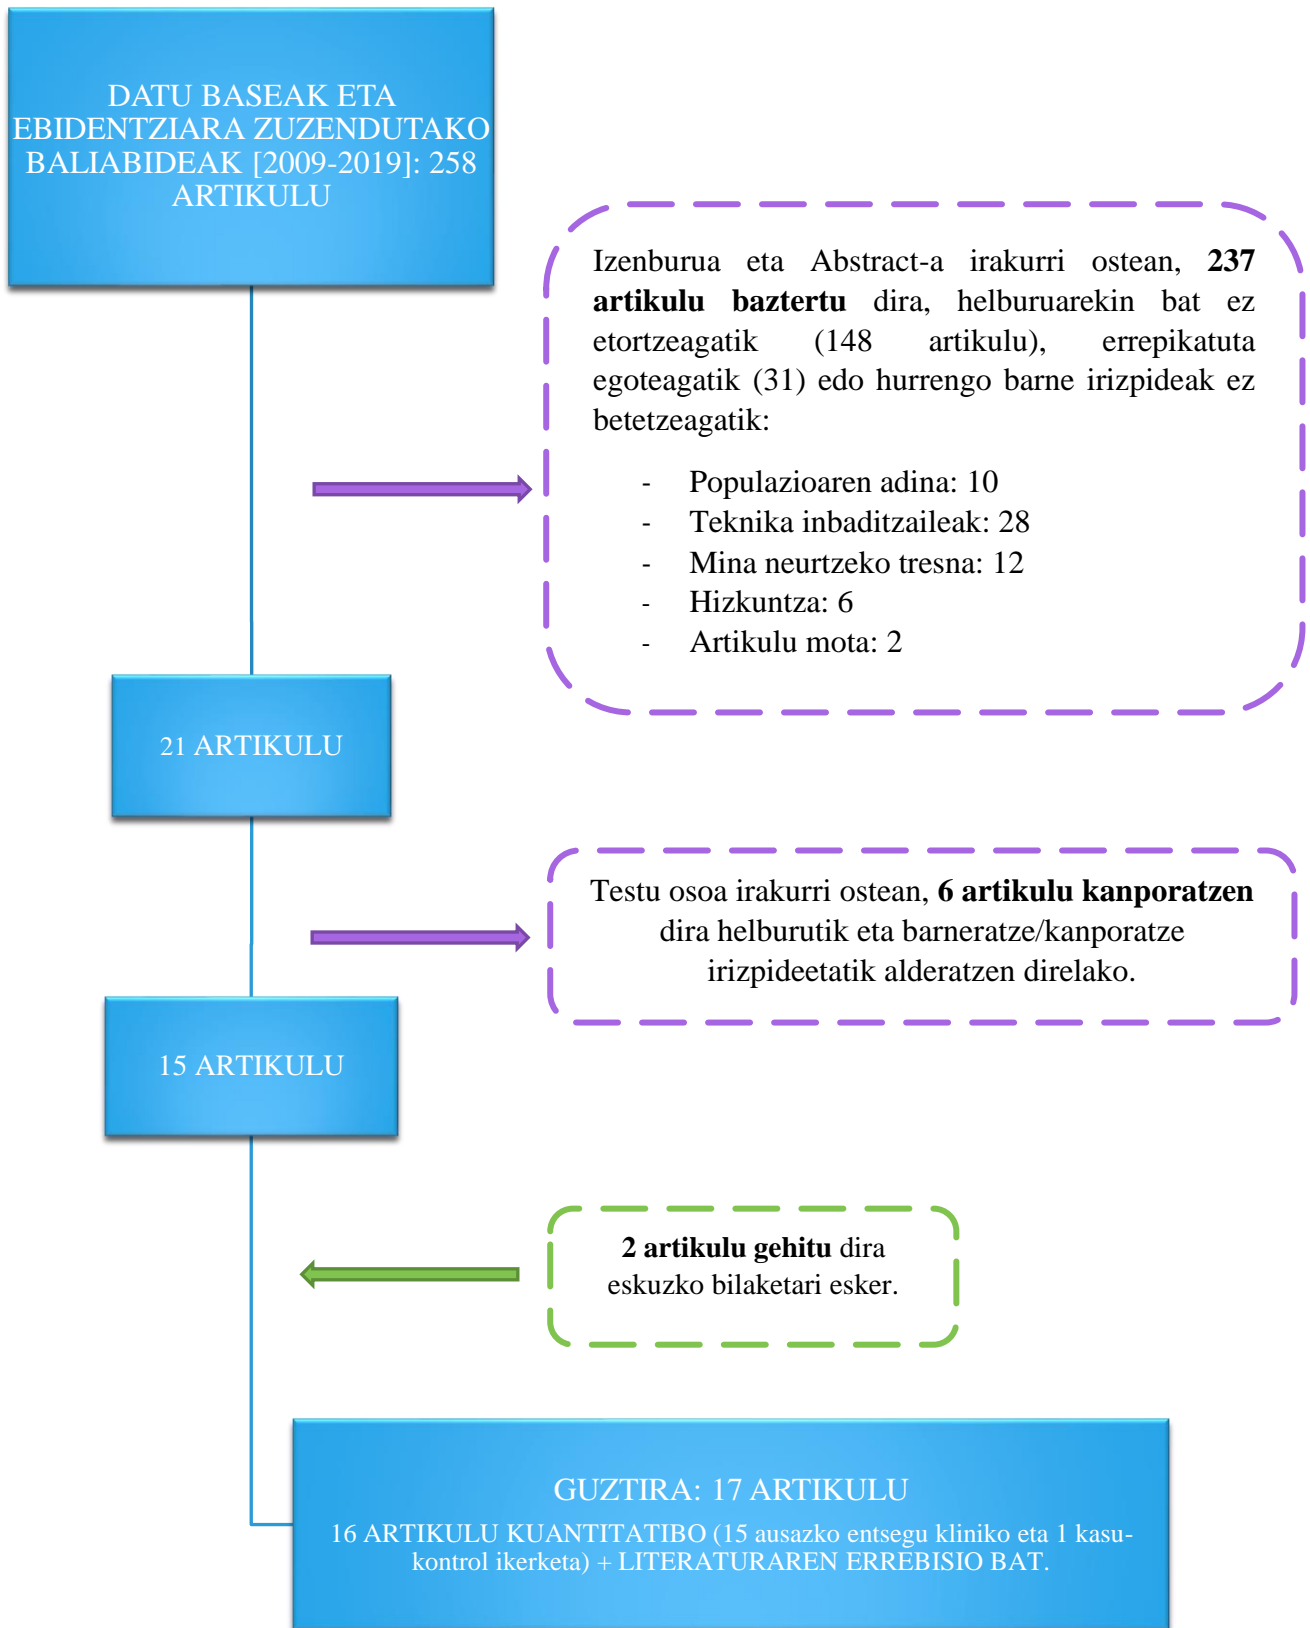 DATU BASEAK ETA
EBIDENTZIARA ZUZENDUTAKO
BALIABIDEAK [2009-2019]: 258
ARTIKULU
Izenburua eta Abstract-a irakurri ostean, 237
artikulu baztertu dira, helburuarekin bat ez
etortzeagatik (148 artikulu), errepikatuta
egoteagatik (31) edo hurrengo barne irizpideak ez
betetzeagatik:
- Populazioaren adina: 10
- Teknika inbaditzaileak: 28
- Mina neurtzeko tresna: 12
- Hizkuntza: 6
- Artikulu mota: 2
21 ARTIKULU
Testu osoa irakurri ostean, 6 artikulu kanporatzen
dira helburutik eta barneratze/kanporatze
irizpideetatik alderatzen direlako.
15 ARTIKULU
2 artikulu gehitu dira
eskuzko bilaketari esker.
GUZTIRA: 17 ARTIKULU
16 ARTIKULU KUANTITATIBO (15 ausazko entsegu kliniko eta 1 kasu-
kontrol ikerketa) + LITERATURAREN ERREBISIO BAT.